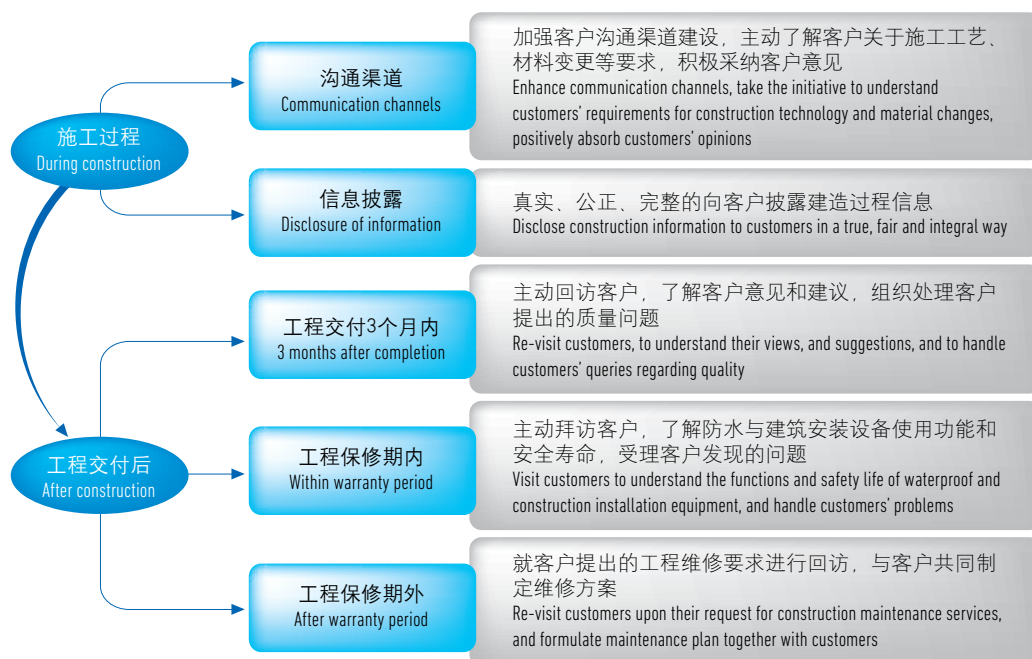 施工过程
During construction
沟通渠道
Communication channels
加强客户沟通渠道建设，主动了解客户关于施工工艺、
材料变更等要求，积极采纳客户意见
Enhance communication channels, take the initiative to understand
customers' requirements for construction technology and material changes,
positively absorb customers' opinions
信息披露
Disclosure of information
真实、公正、完整的向客户披露建造过程信息
Disclose construction information to customers in a true, fair and integral way
工程交付后
After construction
工程交付3个月内
3 months after completion
主动回访客户，了解客户意见和建议，组织处理客户
提出的质量问题
Re-visit customers, to understand their views, and suggestions, and to handle
customers' queries regarding quality
工程保修期内
Within warranty period
主动拜访客户，了解防水与建筑安装设备使用功能和
安全寿命，受理客户发现的问题
Visit customers to understand the functions and safety life of waterproof and
construction installation equipment, and handle customers' problems
工程保修期外
After warranty period
就客户提出的工程维修要求进行回访，与客户共同制
定维修方案
Re-visit customers upon their request for construction maintenance services,
and formulate maintenance plan together with customers